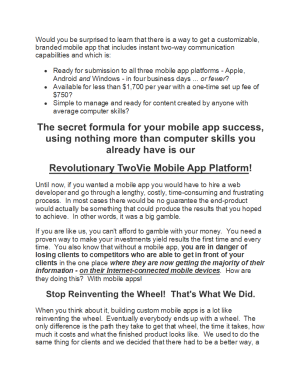 Would you be surprised to learn that there is a way to get a customizable,
branded mobile app that includes instant two-way communication
capabilities and which is:
• Ready for submission to all three mobile app platforms - Apple,
Android and Windows - in four business days ... or fewer?
• Available for less than $1,700 per year with a one-time set up fee of
$750?
• Simple to manage and ready for content created by anyone with
average computer skills?
The secret formula for your mobile app success,
using nothing more than computer skills you
already have is our
Revolutionary TwoVie Mobile App Platform!
Until now, if you wanted a mobile app you would have to hire a web
developer and go through a lengthy, costly, time-consuming and frustrating
process. In most cases there would be no guarantee the end-product
would actually be something that could produce the results that you hoped
to achieve. In other words, it was a big gamble.
If you are like us, you can't afford to gamble with your money. You need a
proven way to make your investments yield results the first time and every
time. You also know that without a mobile app, you are in danger of
losing clients to competitors who are able to get in front of your
clients in the one place where they are now getting the majority of their
information - on their Internet-connected mobile devices. How are
they doing this? With mobile apps!
Stop Reinventing the Wheel! That's What We Did.
When you think about it, building custom mobile apps is a lot like
reinventing the wheel. Eventually everybody ends up with a wheel. The
only difference is the path they take to get that wheel, the time it takes, how
much it costs and what the finished product looks like. We used to do the
same thing for clients and we decided that there had to be a better way, a